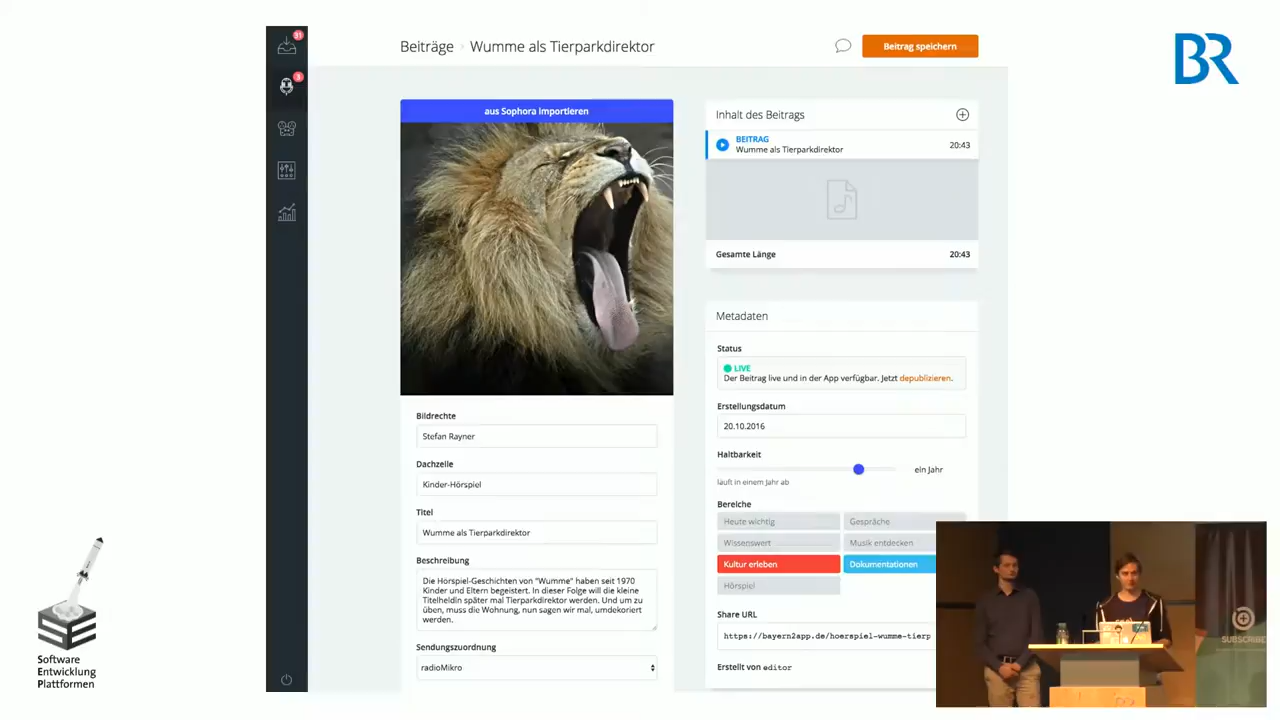 31
3
Beiträge › Wumme als Tierparkdirektor
Beitrag speichern
BR
aus Sophora importieren
Bildrechte
Stefan Rayner
Dachzeile
Kinder-Hörspiel
Titel
Wumme als Tierparkdirektor
Beschreibung
Die Hörspiel-Geschichten von "Wumme" haben seit 1970
Kinder und Eltern begeistert. In dieser Folge will die kleine
Titelheldin später mal Tierparkdirektor werden. Und um zu
üben, muss die Wohnung, nun sagen wir mal, umdekoriert
werden.
Sendungszuordnung
radioMikro
Inhalt des Beitrags
BEITRAG
Wumme als Tierparkdirektor
20:43
Gesamte Länge
20:43
Metadaten
Status
LIVE
Der Beitrag live und in der App verfügbar. Jetzt depublizieren.
Erstellungsdatum
20.10.2016
Haltbarkeit
ein Jahr
läuft in einem Jahr ab
Bereiche
Heute wichtig
Gespräche
Wissenswert
Musik entdecken
Kultur erleben
Dokumentationen
Hörspiel
Share URL
https://bayern2app.de/hoerspiel-wumme-tierp
Erstellt von editor
Software
Entwicklung
Plattformen
SUBSCRIBE